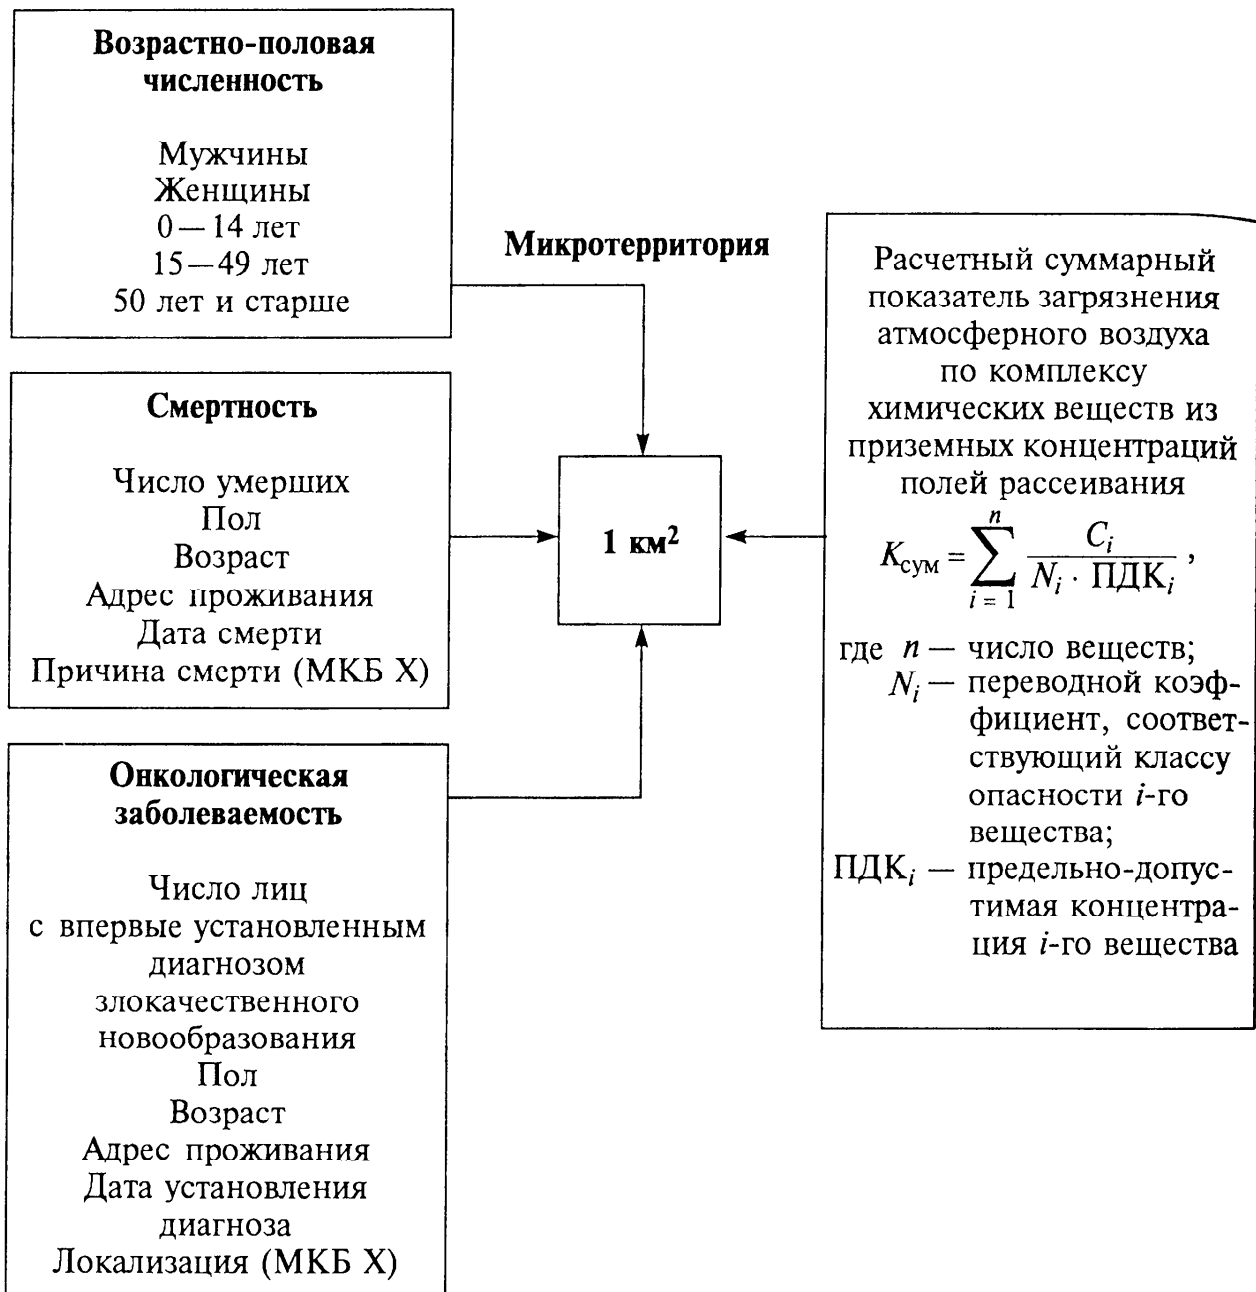 Возрастно-половая
численность
Мужчины
Женщины
0—14 лет
15—49 лет
50 лет и старше
Смертность
Число умерших
Пол
Возраст
Адрес проживания
Дата смерти
Причина смерти (МКБ X)
Онкологическая
заболеваемость
Число лиц
с впервые установленным
диагнозом
злокачественного
новообразования
Пол
Возраст
Адрес проживания
Дата установления
диагноза
Локализация (МКБ X)
Микротерритория
1 км²
Расчетный суммарный
показатель загрязнения
атмосферного воздуха
по комплексу
химических веществ из
приземных концентраций
полей рассеивания
K_сум = ∑_{i = 1}^{n} C_i / (N_i · ПДК_i) ,
где n — число веществ;
N_i — переводной коэф-
фициент, соответ-
ствующий классу
опасности i-го
вещества;
ПДК_i — предельно-допус-
тимая концентра-
ция i-го вещества